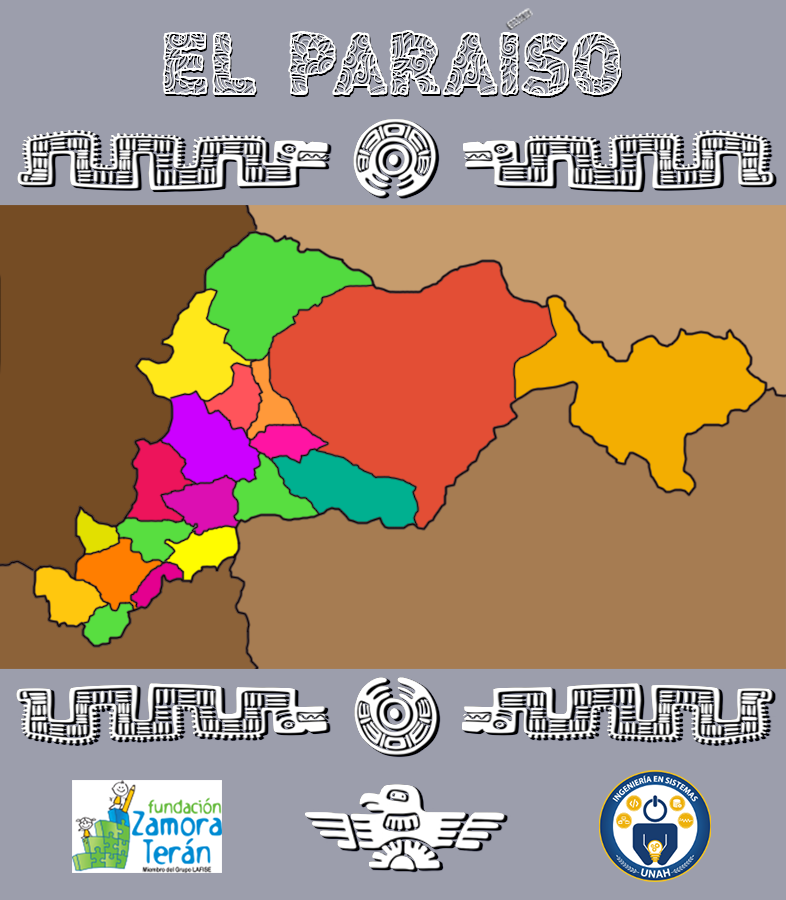 EL PARAÍSO
fundación
Zamora
Terán
Miembro del Grupo LAFISE
INGENIERÍA EN SISTEMAS
UNAH